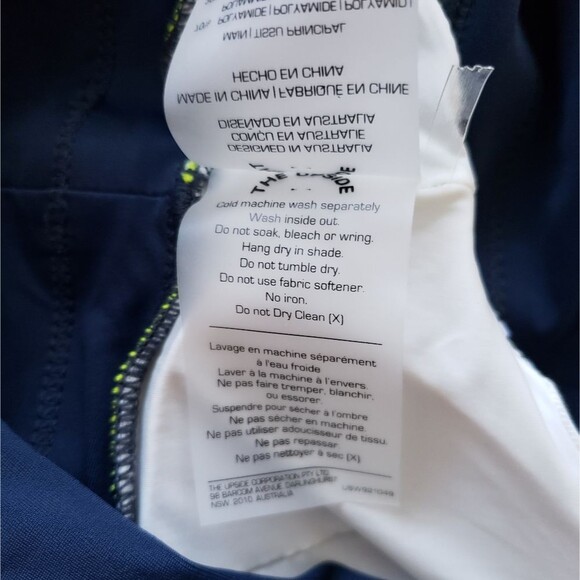 DESIGNED IN AUSTRALIA
CONÇU EN AUSTRALIE
DISEÑADO EN AUSTRALIA
MADE IN CHINA | FABRIQUÉ EN CHINE
HECHO EN CHINA
MAIN | TISSU PRINCIPAL
POLYAMIDE | POLYAMIDE | POLYAMID
THE UPSIDE
Cold machine wash separately
Wash inside out.
Do not soak, bleach or wring.
Hang dry in shade.
Do not tumble dry.
Do not use fabric softener.
No iron.
Do not Dry Clean (X)
Lavage en machine séparément
à l'eau froide
Laver à la machine à l'envers.
Ne pas faire tremper, blanchir,
ou essorer.
Suspendre pour sécher à l'ombre
Ne pas sécher en machine.
Ne pas utiliser adoucisseur de tissu.
Ne pas repasser.
Ne pas nettoyer à sec (X)
THE UPSIDE CORPORATION PTY LTD
98 BARCOM AVENUE DARLINGHURST
NSW 2010, AUSTRALIA